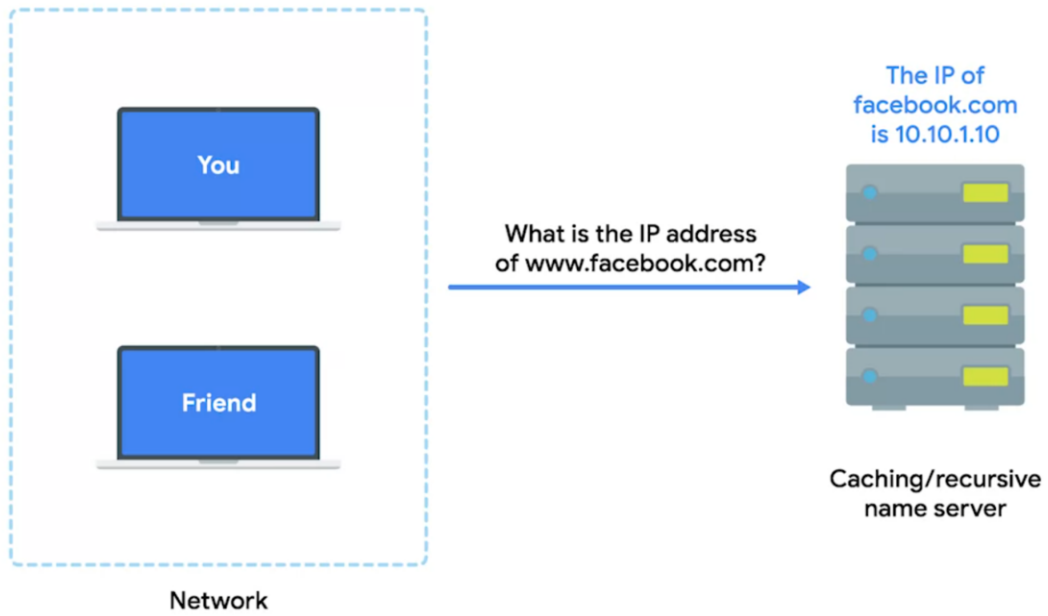 You
Friend
Network
What is the IP address
of www.facebook.com?
The IP of
facebook.com
is 10.10.1.10
Caching/recursive
name server